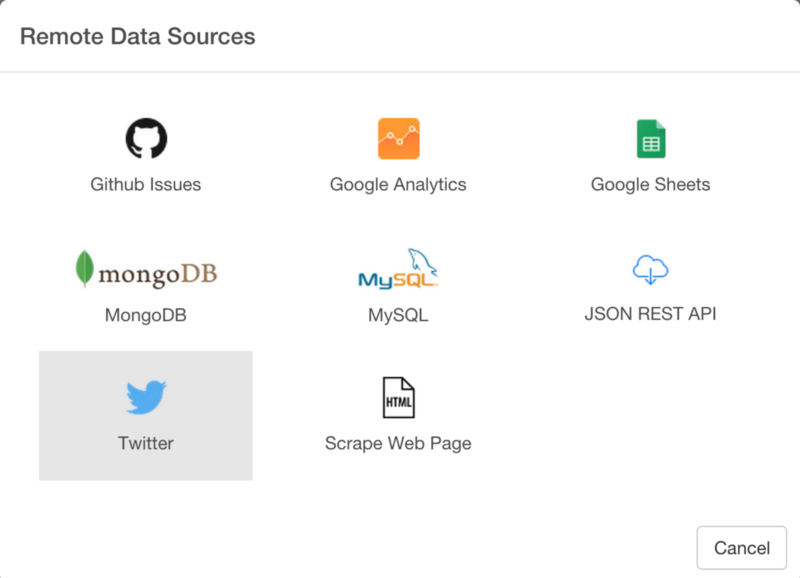 Remote Data Sources
Github Issues
Google Analytics
Google Sheets
mongoDB
MySQL
MongoDB
MySQL
JSON REST API
HTML
Twitter
Scrape Web Page
Cancel